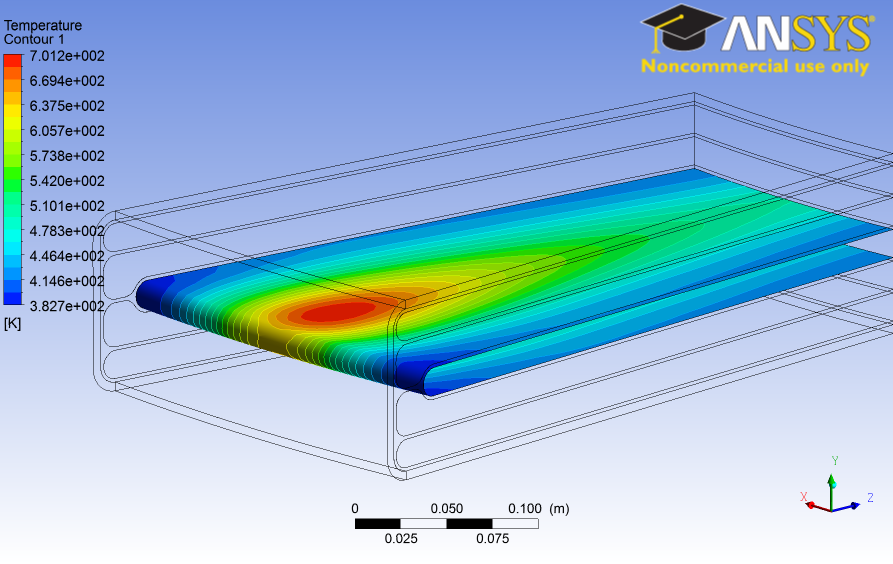 Temperature
Contour 1
7.012e+002
6.694e+002
6.375e+002
6.057e+002
5.738e+002
5.420e+002
5.101e+002
4.783e+002
4.464e+002
4.146e+002
3.827e+002
[K]
ANSYS
Noncommercial use only
0 0.050 0.100 (m)
0.025 0.075
Y
X Z